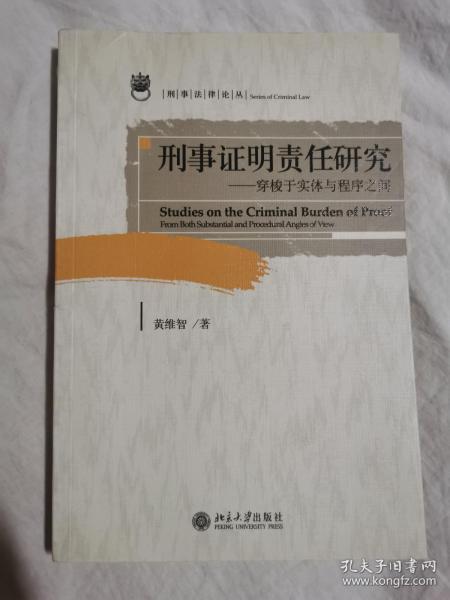 刑事法律论丛 Series of Criminal Law
刑事证明责任研究
——穿梭于实体与程序之间
Studies on the Criminal Burden of Proof
From Both Substantial and Procedural Angles of View
黄维智 / 著
北京大学出版社
PEKING UNIVERSITY PRESS
孔夫子旧书网
www.kongfz.com